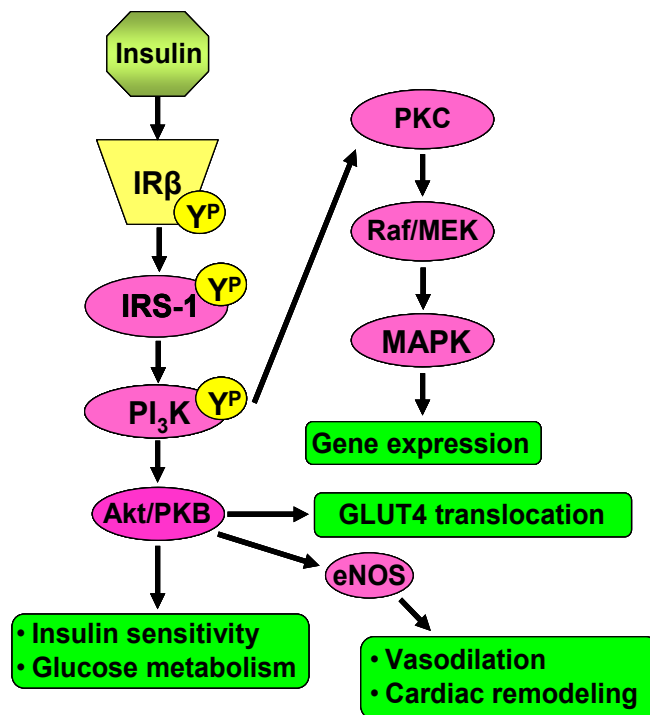 Insulin
IRβ
Yᴾ
IRS-1
Yᴾ
PI₃K
Yᴾ
Akt/PKB
• Insulin sensitivity
• Glucose metabolism
PKC
Raf/MEK
MAPK
Gene expression
GLUT4 translocation
eNOS
• Vasodilation
• Cardiac remodeling